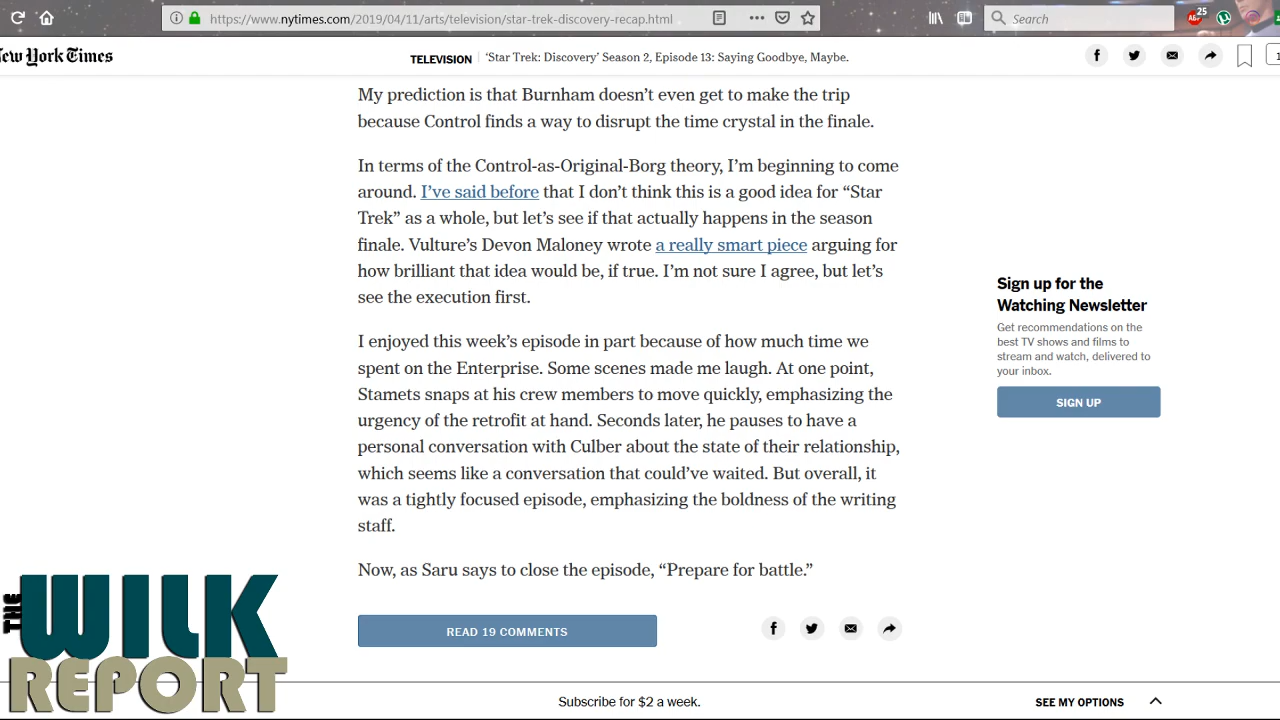 https://www.nytimes.com/2019/04/11/arts/television/star-trek-discovery-recap.html
Search
25
ew York Times
TELEVISION
‘Star Trek: Discovery’ Season 2, Episode 13: Saying Goodbye, Maybe.
1
My prediction is that Burnham doesn’t even get to make the trip
because Control finds a way to disrupt the time crystal in the finale.
In terms of the Control-as-Original-Borg theory, I’m beginning to come
around. I’ve said before that I don’t think this is a good idea for “Star
Trek” as a whole, but let’s see if that actually happens in the season
finale. Vulture’s Devon Maloney wrote a really smart piece arguing for
how brilliant that idea would be, if true. I’m not sure I agree, but let’s
see the execution first.
I enjoyed this week’s episode in part because of how much time we
spent on the Enterprise. Some scenes made me laugh. At one point,
Stamets snaps at his crew members to move quickly, emphasizing the
urgency of the retrofit at hand. Seconds later, he pauses to have a
personal conversation with Culber about the state of their relationship,
which seems like a conversation that could’ve waited. But overall, it
was a tightly focused episode, emphasizing the boldness of the writing
staff.
Now, as Saru says to close the episode, “Prepare for battle.”
Sign up for the
Watching Newsletter
Get recommendations on the
best TV shows and films to
stream and watch, delivered to
your inbox.
SIGN UP
READ 19 COMMENTS
THE
WILK
REPORT
Subscribe for $2 a week.
SEE MY OPTIONS